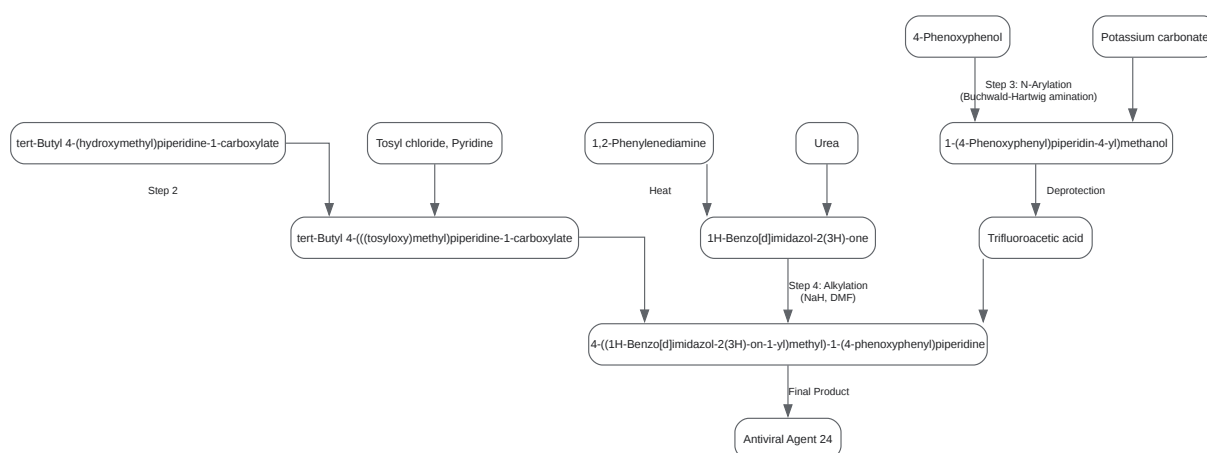 4-Phenoxyphenol
Potassium carbonate
Step 3: N-Arylation
(Buchwald-Hartwig amination)
tert-Butyl 4-(hydroxymethyl)piperidine-1-carboxylate
Tosyl chloride, Pyridine
1,2-Phenylenediamine
Urea
1-(4-Phenoxyphenyl)piperidin-4-yl)methanol
Step 2
Heat
Deprotection
tert-Butyl 4-(((tosyloxy)methyl)piperidine-1-carboxylate
1H-Benzo[d]imidazol-2(3H)-one
Trifluoroacetic acid
Step 4: Alkylation
(NaH, DMF)
4-((1H-Benzo[d]imidazol-2(3H)-on-1-yl)methyl)-1-(4-phenoxyphenyl)piperidine
Final Product
Antiviral Agent 24